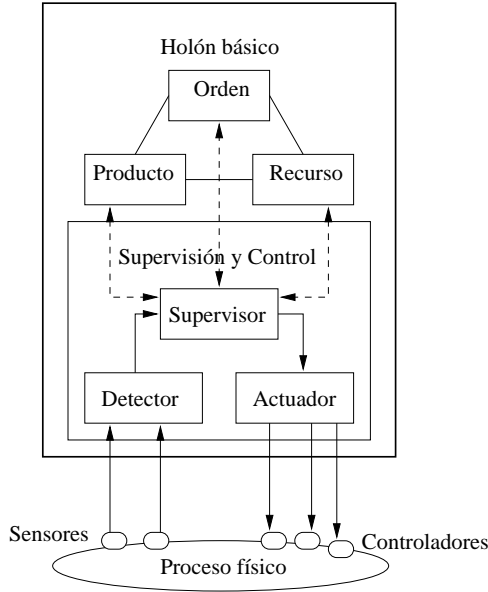 Holón básico
Orden
Producto
Recurso
Supervisión y Control
Supervisor
Detector
Actuador
Sensores
Controladores
Proceso físico